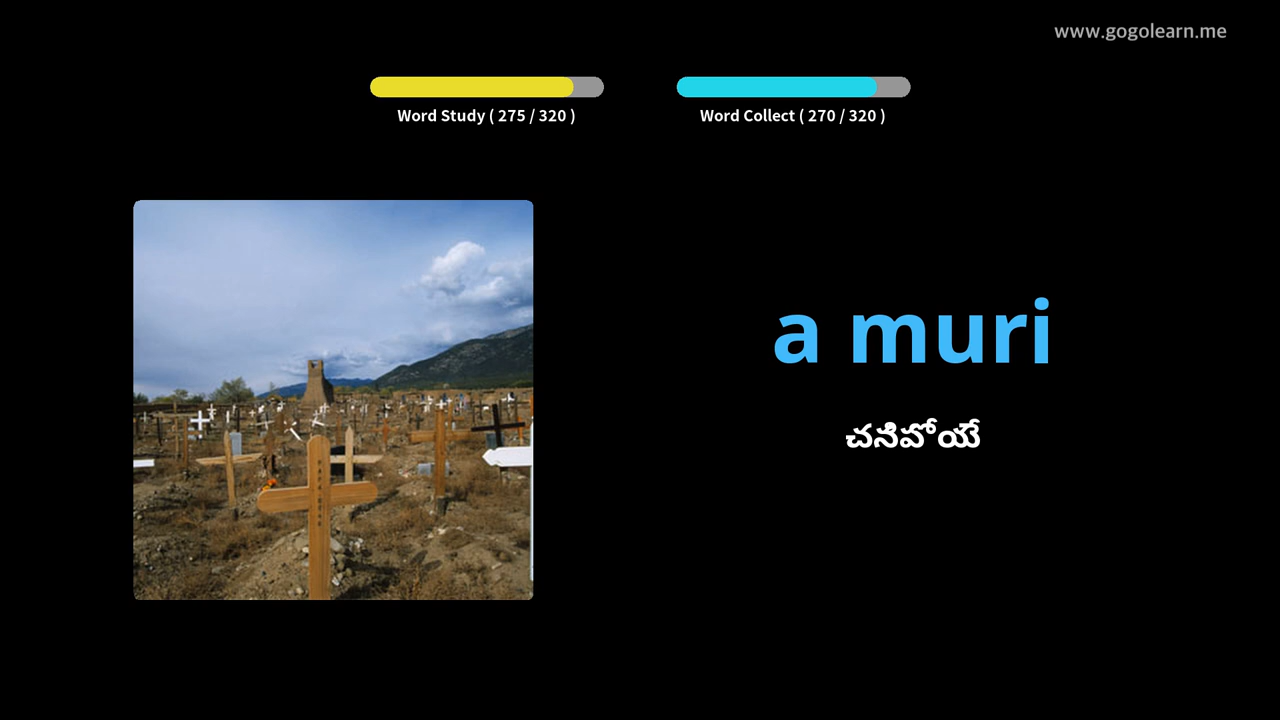 www.gogolearn.me
Word Study ( 275 / 320 )
Word Collect ( 270 / 320 )
a muri
చనిపోయే